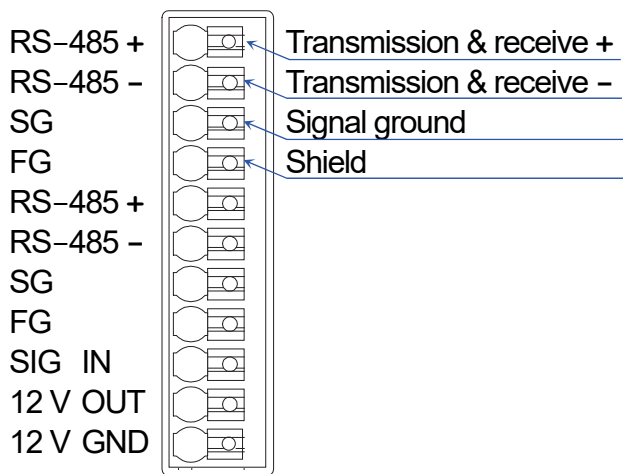 RS-485 + Transmission & receive +
RS-485 - Transmission & receive -
SG Signal ground
FG Shield
RS-485 +
RS-485 -
SG
FG
SIG IN
12 V OUT
12 V GND